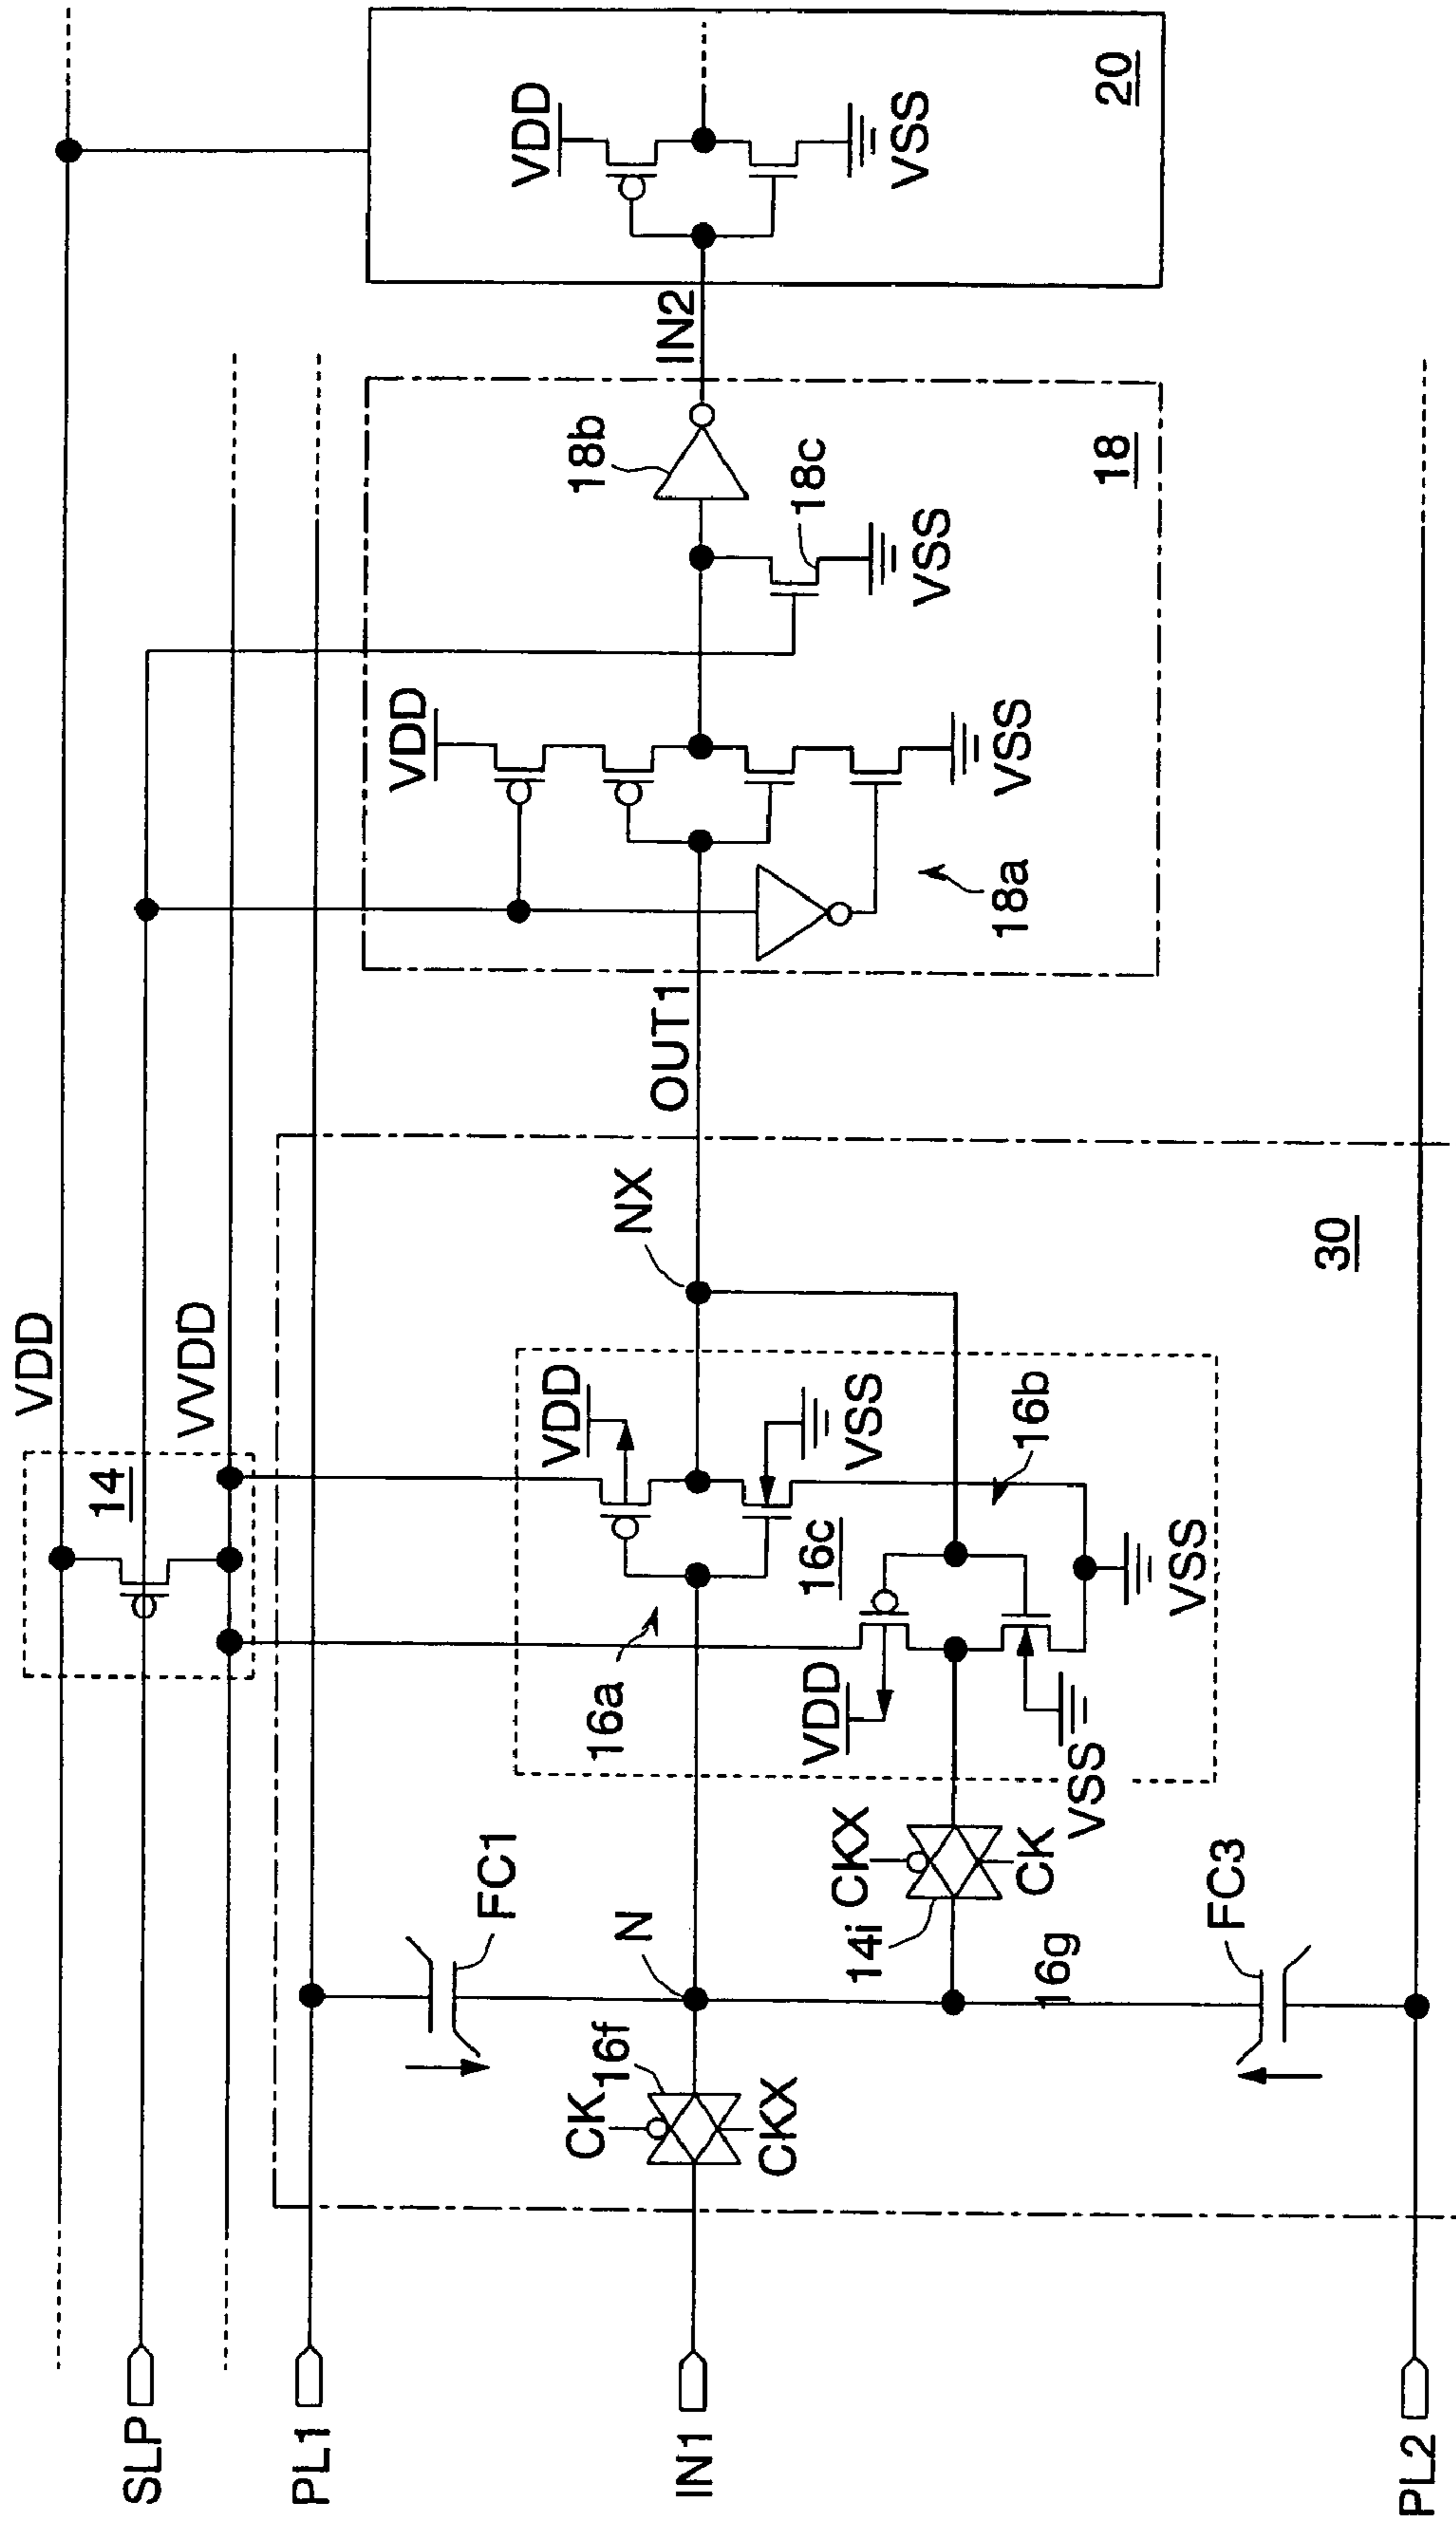 VDD
SLP
14
VVDD
PL1
VDD
VDD
VDD
FC1
CK
16f
N
16a
NX
OUT1
18b
IN2
IN1
CKX
CKX
14i
CK
VDD
16c
VSS
18c
VSS
VSS
18a
VSS
VSS
16b
VSS
16g
FC3
30
18
20
PL2